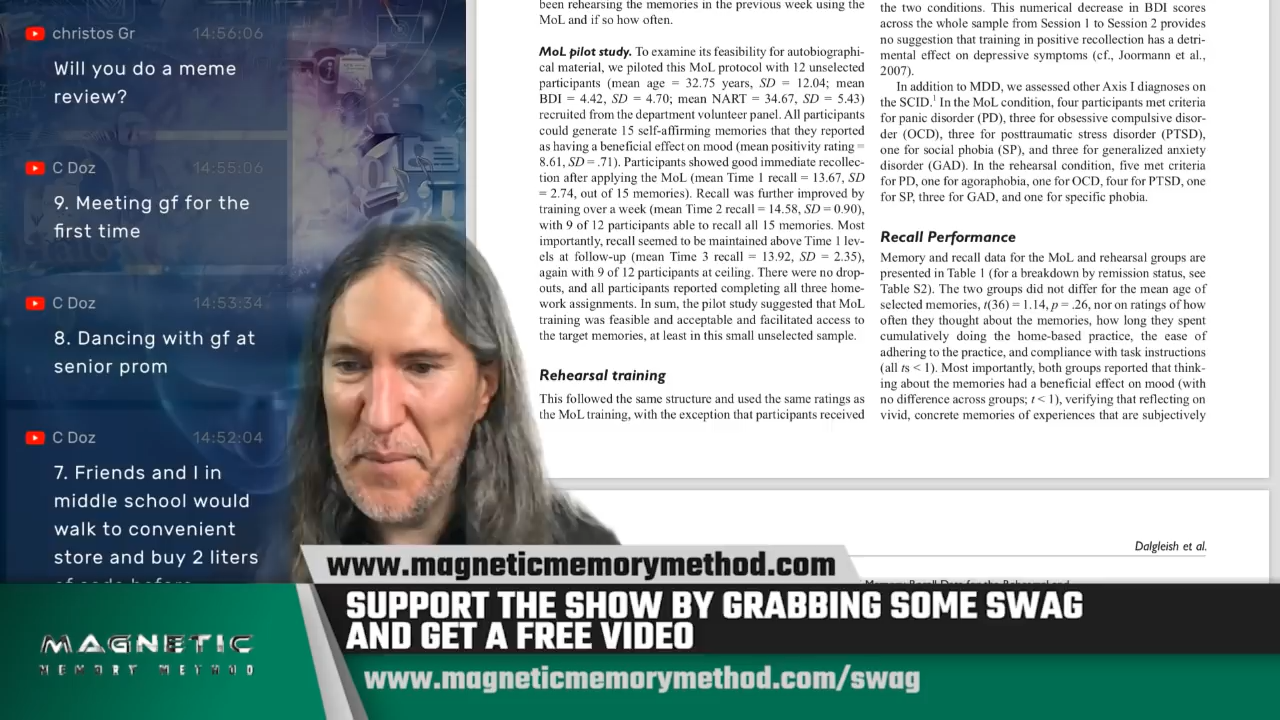 christos Gr 14:56:06
Will you do a meme
review?
C Doz 14:55:06
9. Meeting gf for the
first time
C Doz 14:53:34
8. Dancing with gf at
senior prom
C Doz 14:52:04
7. Friends and I in
middle school would
walk to convenient
store and buy 2 liters
been rehearsing the memories in the previous week using the
MoL and if so how often.
MoL pilot study. To examine its feasibility for autobiographi-
cal material, we piloted this MoL protocol with 12 unselected
participants (mean age = 32.75 years, SD = 12.04; mean
BDI = 4.42, SD = 4.70; mean NART = 34.67, SD = 5.43)
recruited from the department volunteer panel. All participants
could generate 15 self-affirming memories that they reported
as having a beneficial effect on mood (mean positivity rating =
8.61, SD = .71). Participants showed good immediate recollec-
tion after applying the MoL (mean Time 1 recall = 13.67, SD
= 2.74, out of 15 memories). Recall was further improved by
training over a week (mean Time 2 recall = 14.58, SD = 0.90),
with 9 of 12 participants able to recall all 15 memories. Most
importantly, recall seemed to be maintained above Time 1 lev-
els at follow-up (mean Time 3 recall = 13.92, SD = 2.35),
again with 9 of 12 participants at ceiling. There were no drop-
outs, and all participants reported completing all three home-
work assignments. In sum, the pilot study suggested that MoL
training was feasible and acceptable and facilitated access to
the target memories, at least in this small unselected sample.
Rehearsal training
This followed the same structure and used the same ratings as
the MoL training, with the exception that participants received
the two conditions. This numerical decrease in BDI scores
across the whole sample from Session 1 to Session 2 provides
no suggestion that training in positive recollection has a detri-
mental effect on depressive symptoms (cf., Joormann et al.,
2007).
In addition to MDD, we assessed other Axis I diagnoses on
the SCID.¹ In the MoL condition, four participants met criteria
for panic disorder (PD), three for obsessive compulsive disor-
der (OCD), three for posttraumatic stress disorder (PTSD),
one for social phobia (SP), and three for generalized anxiety
disorder (GAD). In the rehearsal condition, five met criteria
for PD, one for agoraphobia, one for OCD, four for PTSD, one
for SP, three for GAD, and one for specific phobia.
Recall Performance
Memory and recall data for the MoL and rehearsal groups are
presented in Table 1 (for a breakdown by remission status, see
Table S2). The two groups did not differ for the mean age of
selected memories, t(36) = 1.14, p = .26, nor on ratings of how
often they thought about the memories, how long they spent
cumulatively doing the home-based practice, the ease of
adhering to the practice, and compliance with task instructions
(all ts < 1). Most importantly, both groups reported that think-
ing about the memories had a beneficial effect on mood (with
no difference across groups; t < 1), verifying that reflecting on
vivid, concrete memories of experiences that are subjectively
Dalgleish et al.
www.magneticmemorymethod.com
SUPPORT THE SHOW BY GRABBING SOME SWAG
AND GET A FREE VIDEO
www.magneticmemorymethod.com/swag
MAGNETIC
MEMORY METHOD